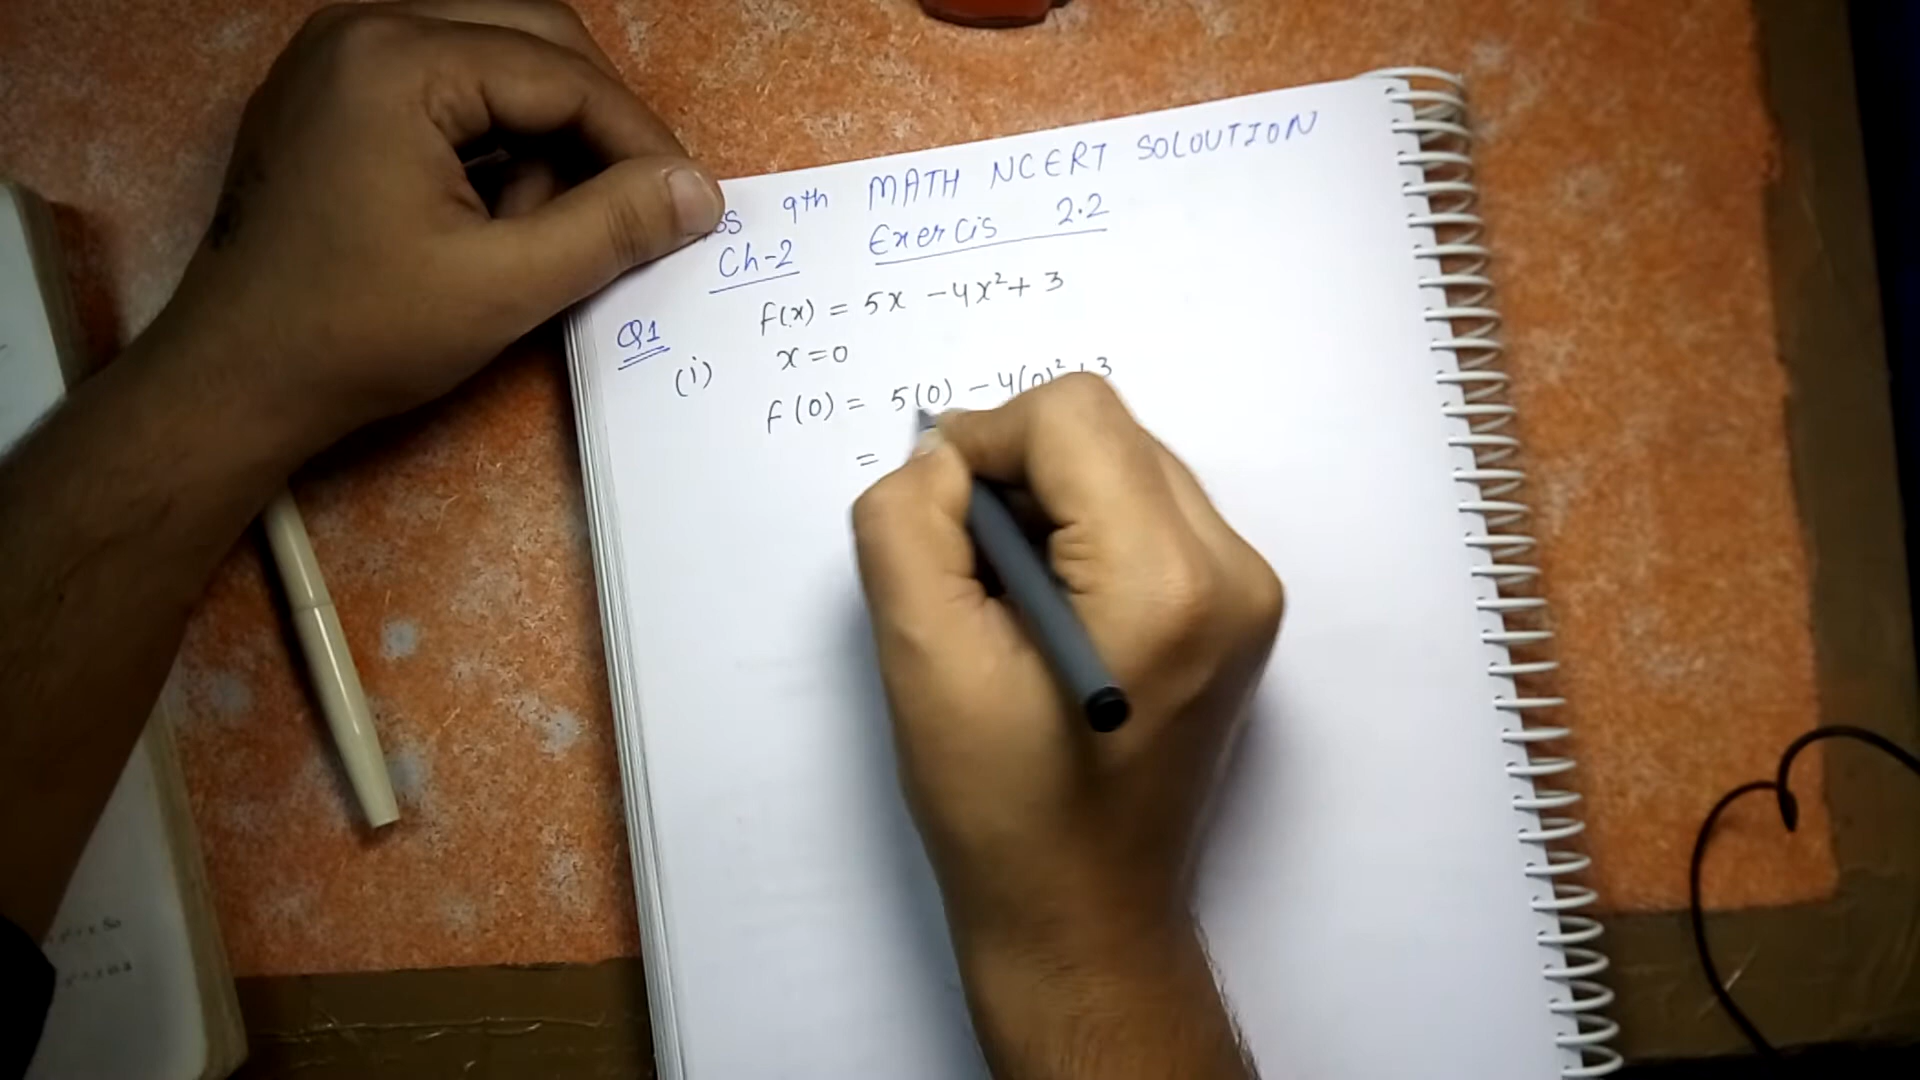 9th MATH NCERT SOLOUTION
Ch-2 Exercis 2.2
Q1 f(x) = 5x - 4x² + 3
(i) x = 0
f(0) = 5(0) - 4(0)² + 3
=